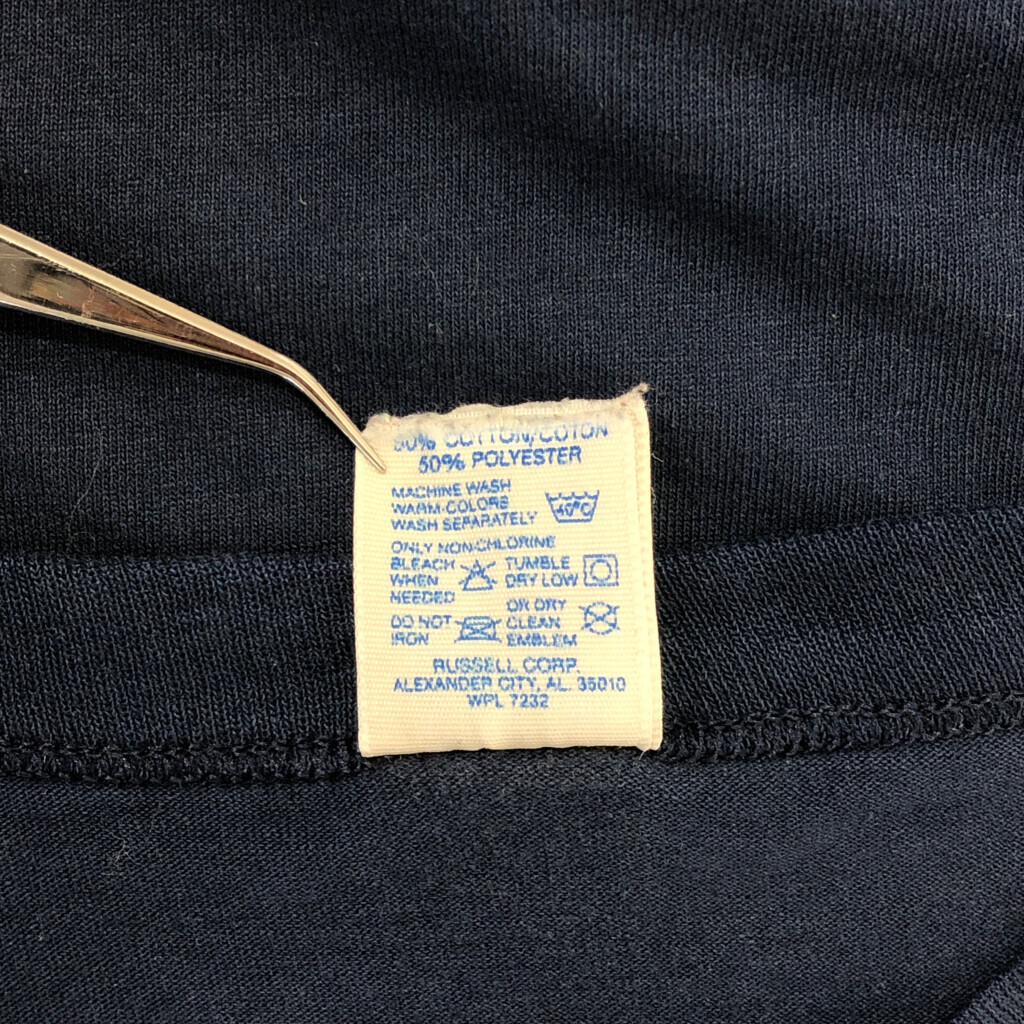 50% COTTON/COTON
50% POLYESTER
MACHINE WASH
WARM-COLORS
WASH SEPARATELY
40°C
ONLY NON-CHLORINE
BLEACH
WHEN
NEEDED
TUMBLE
DRY LOW
DO NOT
IRON
OR DRY
CLEAN
EMBLEM
RUSSELL CORP.
ALEXANDER CITY, AL. 35010
WPL 7232